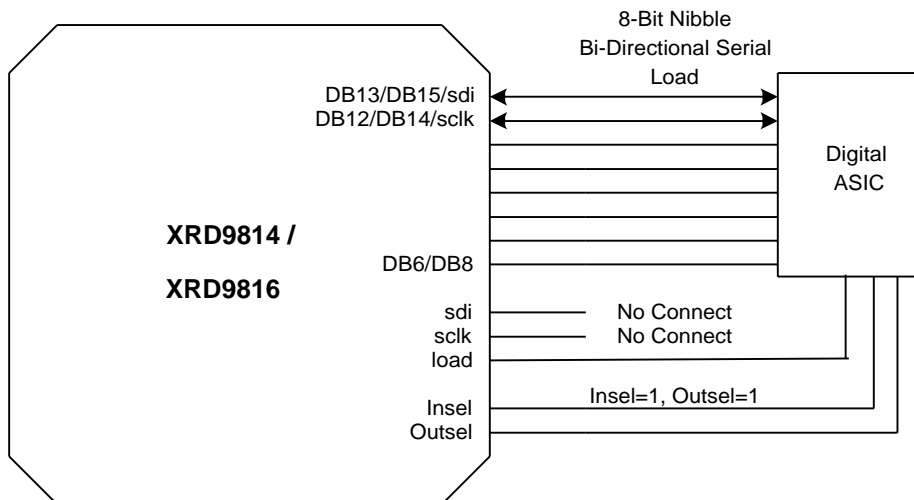 8-Bit Nibble
Bi-Directional Serial
Load
DB13/DB15/sdi
DB12/DB14/sclk
Digital
ASIC
XRD9814 /
XRD9816
DB6/DB8
sdi
No Connect
sclk
No Connect
load
Insel
Insel=1, Outsel=1
Outsel